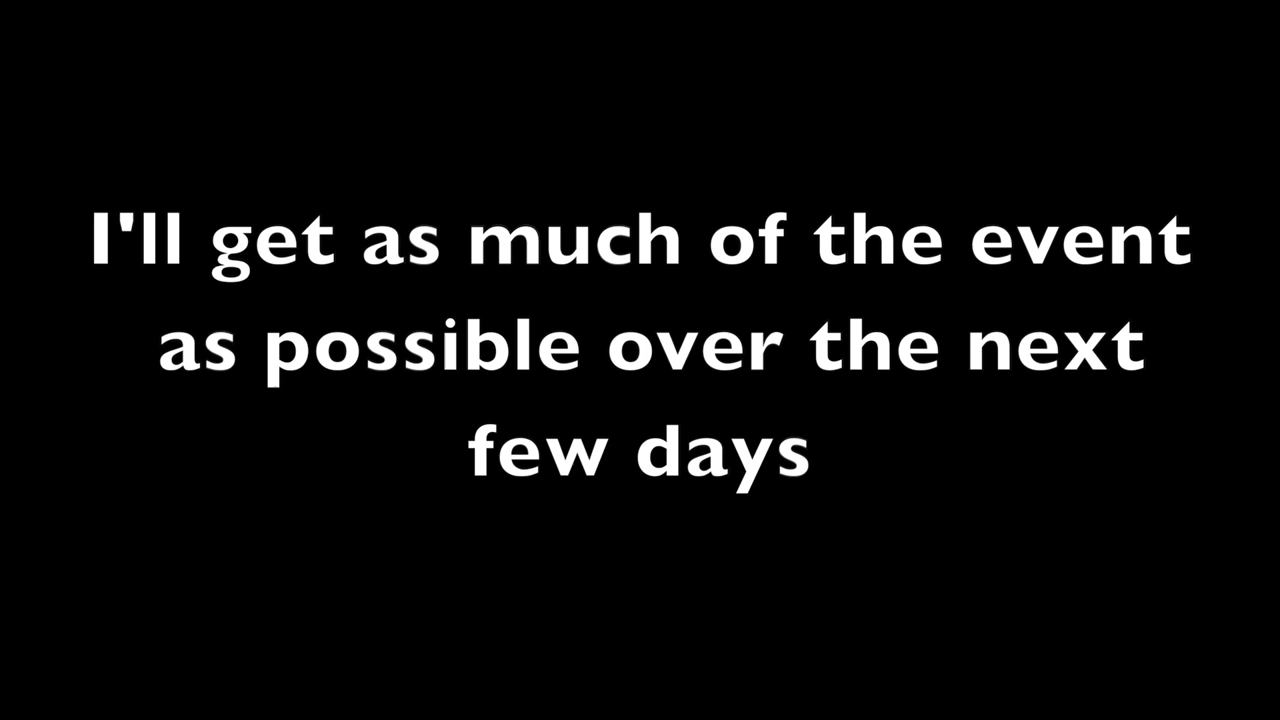 I'll get as much of the event
as possible over the next
few days